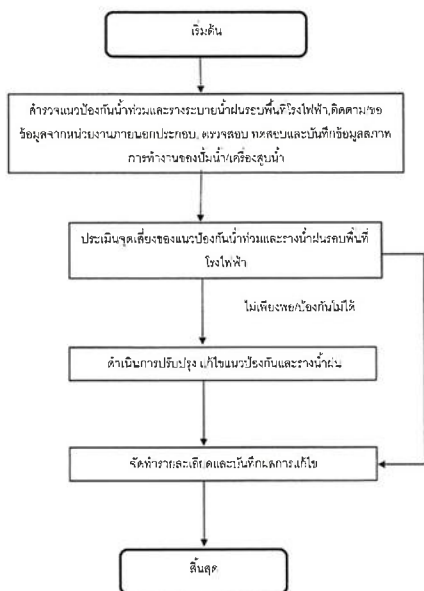 เริ่มต้น
สำรวจแนวป้องกันน้ำท่วมและรางระบายน้ำฝนรอบพื้นที่โรงไฟฟ้า,ติดตาม/ขอ
ข้อมูลจากหน่วยงานภายนอกประกอบ, ตรวจสอบ ทดสอบและบันทึกข้อมูลสภาพ
การทำงานของปั๊มน้ำ/เครื่องสูบน้ำ
ประเมินจุดเสี่ยงของแนวป้องกันน้ำท่วมและรางน้ำฝนรอบพื้นที่
โรงไฟฟ้า
ไม่เพียงพอ/ป้องกันไม่ได้
ดำเนินการปรับปรุง แก้ไขแนวป้องกันและรางน้ำฝน
จัดทำรายละเอียดและบันทึกผลการแก้ไข
สิ้นสุด